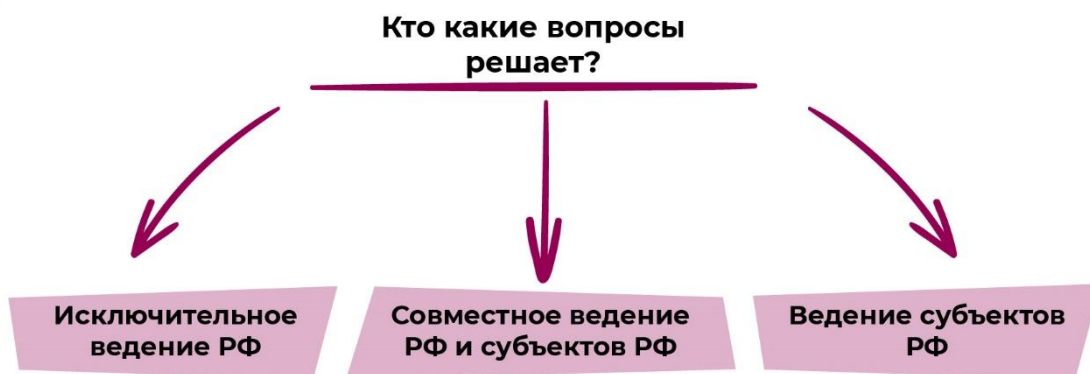 Кто какие вопросы
решает?
Исключительное
ведение РФ
Совместное ведение
РФ и субъектов РФ
Ведение субъектов
РФ